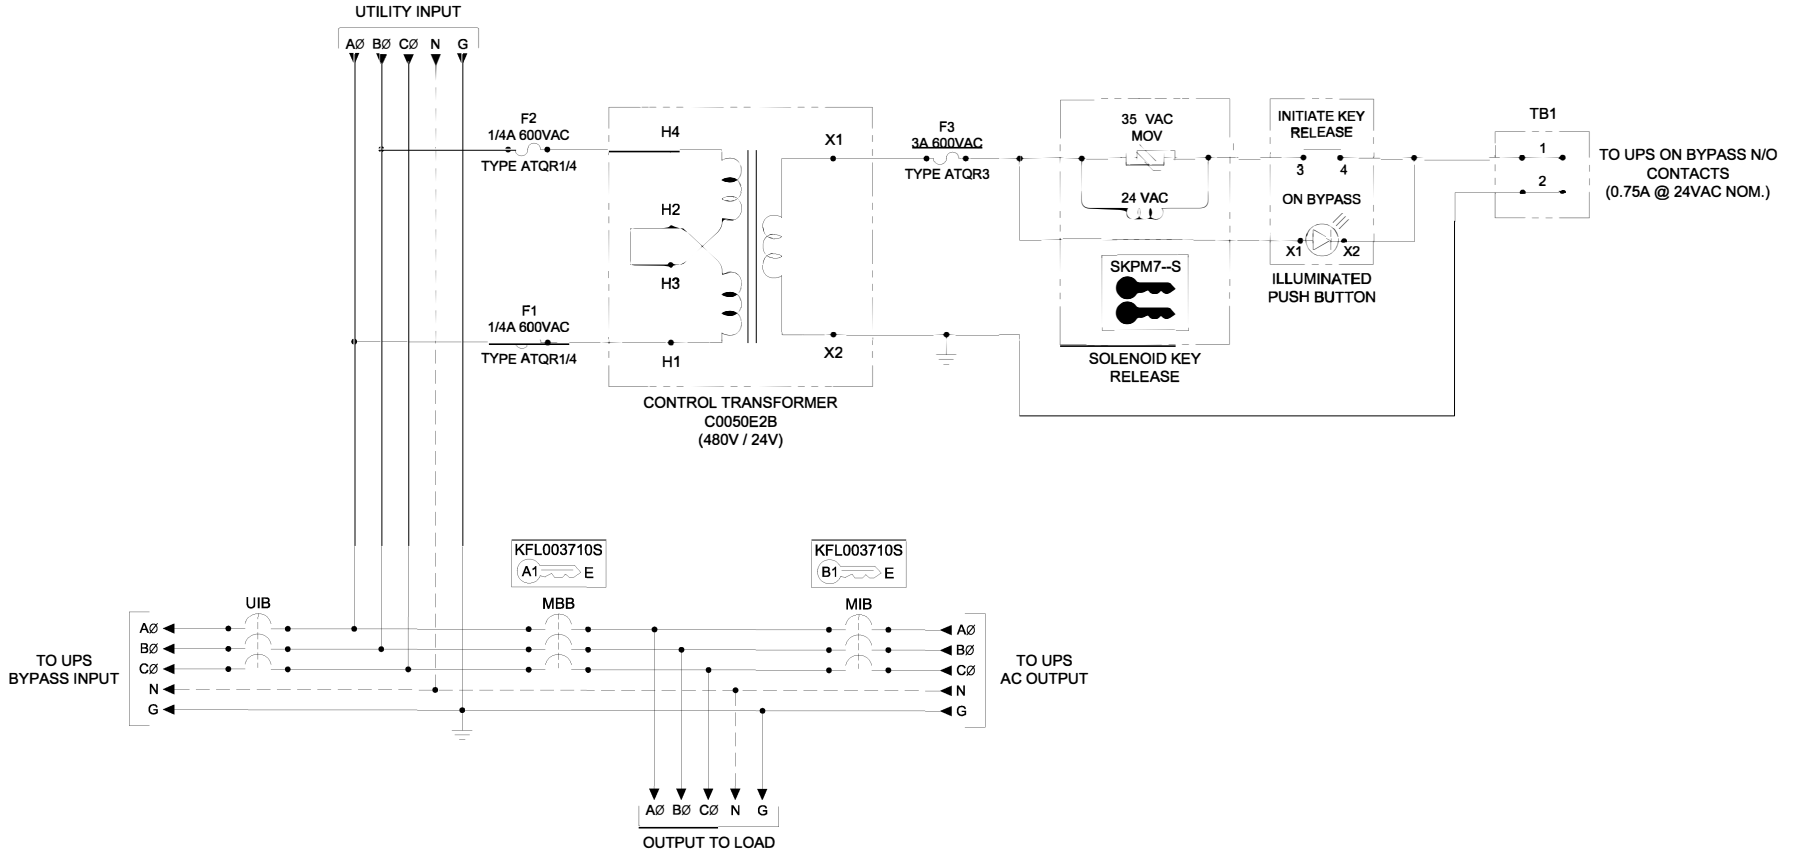 UTILITY INPUT
AØ BØ CØ N G
F2
1/4A 600VAC
TYPE ATQR1/4
H4
H2
H3
F1
1/4A 600VAC
TYPE ATQR1/4
H1
X1
X2
CONTROL TRANSFORMER
C0050E2B
(480V / 24V)
F3
3A 600VAC
TYPE ATQR3
35 VAC
MOV
24 VAC
SKPM7--S
SOLENOID KEY
RELEASE
INITIATE KEY
RELEASE
3 4
ON BYPASS
X1 X2
ILLUMINATED
PUSH BUTTON
TB1
1
2
TO UPS ON BYPASS N/O
CONTACTS
(0.75A @ 24VAC NOM.)
KFL003710S
A1 E
KFL003710S
B1 E
UIB
MBB
MIB
AØ
BØ
CØ
N
G
TO UPS
BYPASS INPUT
AØ
BØ
CØ
N
G
TO UPS
AC OUTPUT
AØ BØ CØ N G
OUTPUT TO LOAD